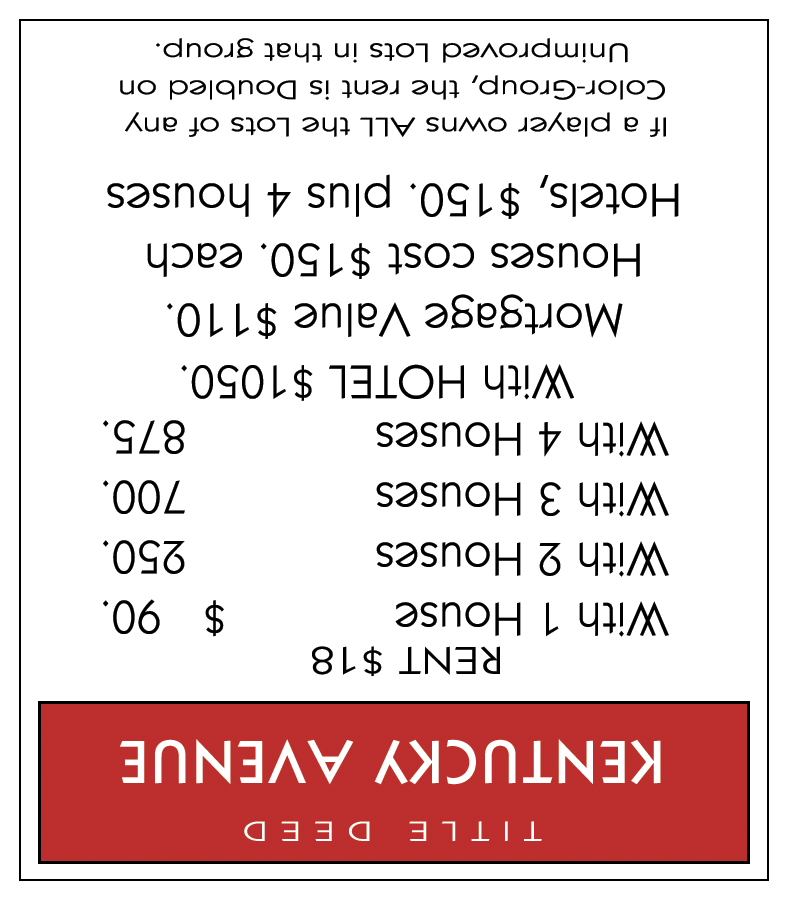 TITLE DEED
KENTUCKY AVENUE
RENT $18
With 1 House $ 90.
With 2 Houses 250.
With 3 Houses 700.
With 4 Houses 875.
With HOTEL $1050.
Mortgage Value $110.
Houses cost $150. each
Hotels, $150. plus 4 houses
If a player owns ALL the Lots of any
Color-Group, the rent is Doubled on
Unimproved Lots in that group.